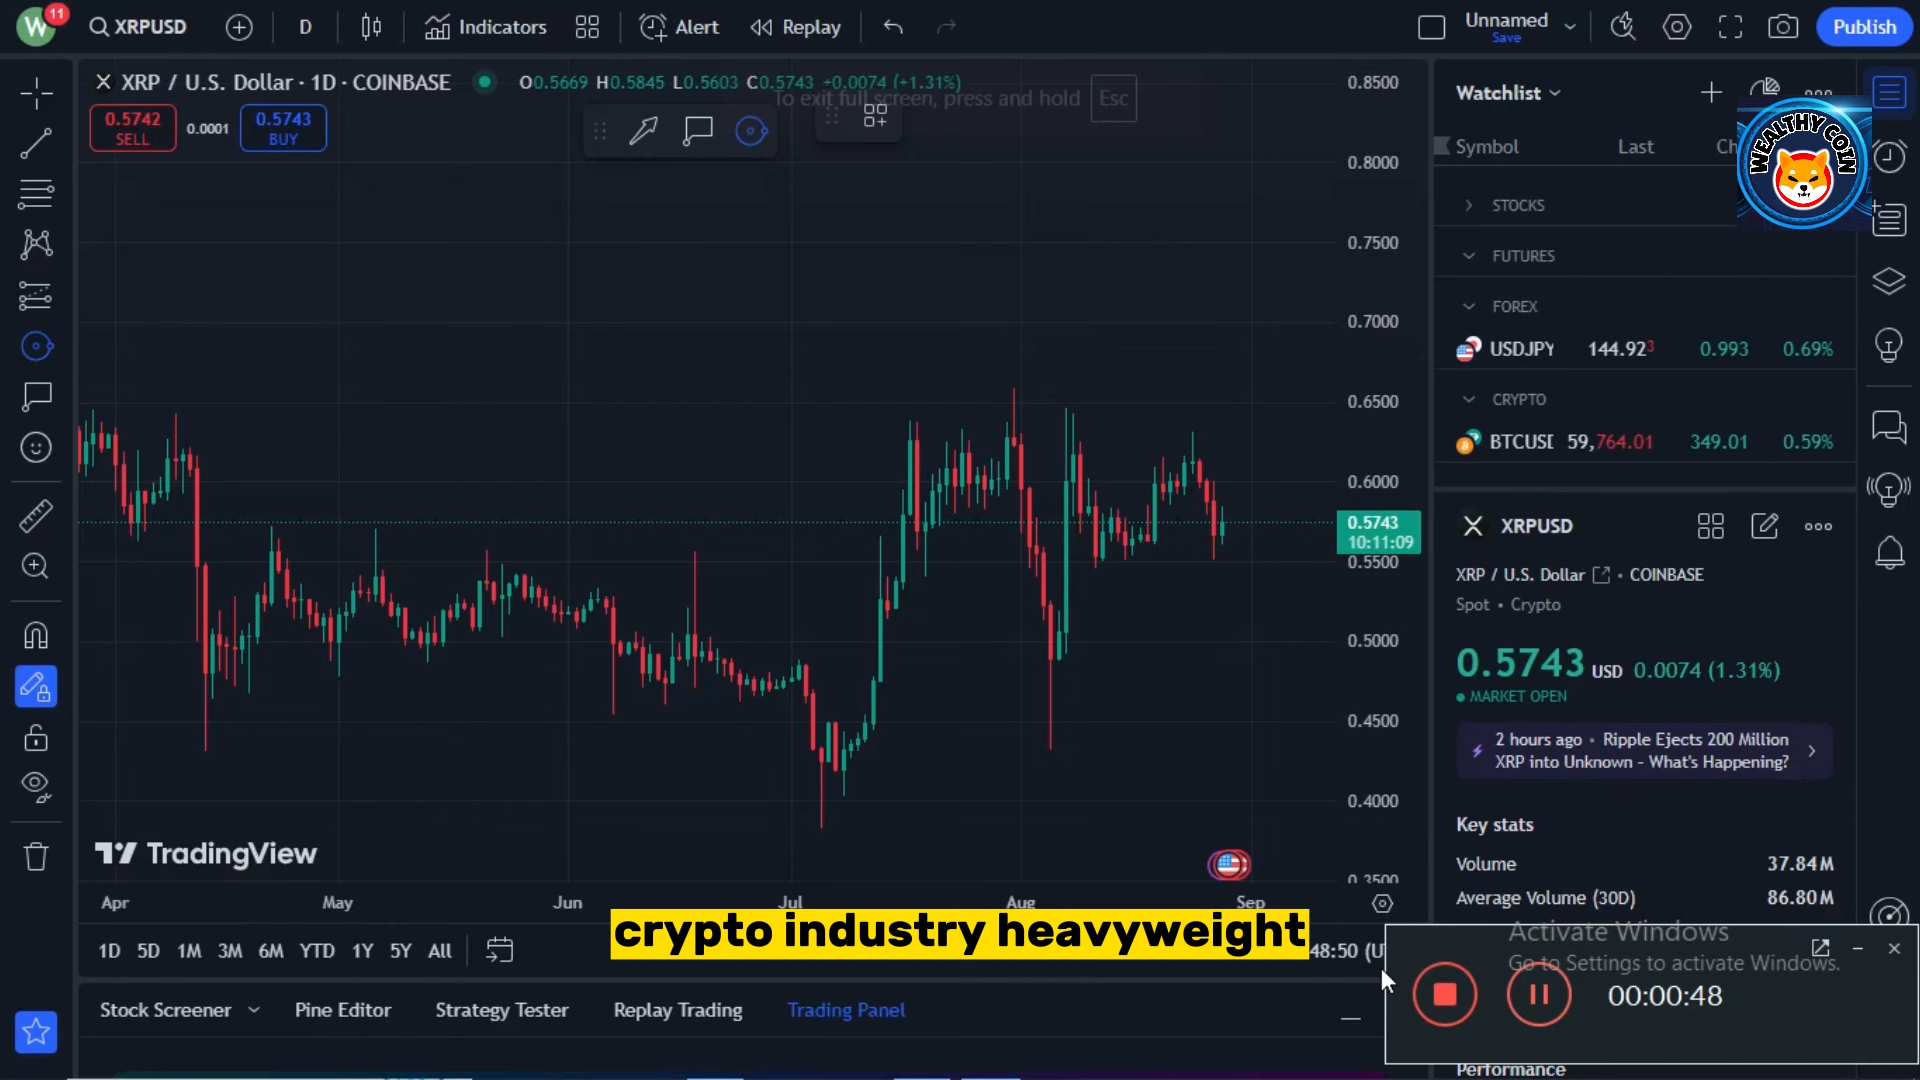 W
11
XRPUSD
D
Indicators
Alert
Replay
Unnamed
Save
Publish
XRP / U.S. Dollar · 1D · COINBASE
O0.5669 H0.5845 L0.5603 C0.5743 +0.0074 (+1.31%)
To exit full screen, press and hold Esc
0.5742
SELL
0.0001
0.5743
BUY
0.8500
0.8000
0.7500
0.7000
0.6500
0.6000
0.5743
10:11:09
0.5500
0.5000
0.4500
0.4000
0.3500
TradingView
Apr May Jun Jul Aug Sep
crypto industry heavyweight
1D 5D 1M 3M 6M YTD 1Y 5Y All
48:50 (U
Stock Screener Pine Editor Strategy Tester Replay Trading Trading Panel
Watchlist
WEALTHY COIN
Symbol Last Ch
STOCKS
FUTURES
FOREX
USDJPY 144.923 0.993 0.69%
CRYPTO
BTCUSD 59,764.01 349.01 0.59%
XRPUSD
XRP / U.S. Dollar • COINBASE
Spot • Crypto
0.5743 USD 0.0074 (1.31%)
MARKET OPEN
2 hours ago • Ripple Ejects 200 Million
XRP into Unknown - What's Happening?
Key stats
Volume 37.84M
Average Volume (30D) 86.80M
Activate Windows
Go to Settings to activate Windows.
00:00:48
Performance